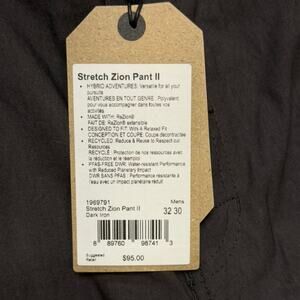 Stretch Zion Pant II
• HYBRID ADVENTURES: Versatile for all your
pursuits
AVENTURES EN TOUT GENRE : Polyvalent
pour vous accompagner dans toutes vos
activités
• MADE WITH: ReZion®
FAIT DE: ReZion® extensible
• DESIGNED TO FIT: With A Relaxed Fit
CONCEPTION ET COUPE: Coupe décontractée
• RECYCLED: Reduce & Reuse to Respect our
Resources
RECYCLÉ : Protection de nos ressources avec
la réduction et le réemploi
• PFAS-FREE DWR: Water-resistant Performance
with Reduced Planetary Impact
DWR SANS PFAS : Performance résistante à
l'eau avec un impact planétaire réduit
1969791 Mens
Stretch Zion Pant II 32 30
Dark Iron
8 89760 98741 3
Suggested
Retail $95.00